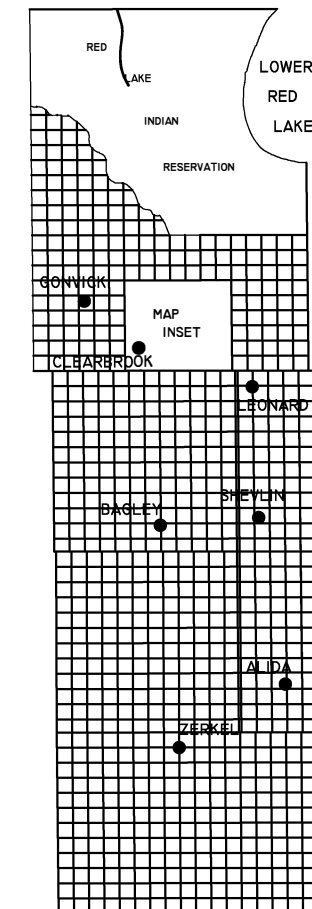 RED
LAKE
INDIAN
RESERVATION
LOWER
RED
LAKE
GONVICK
MAP
INSET
CLEARBROOK
LEONARD
SHEVLIN
BAGLEY
ALIDA
ZERKEL